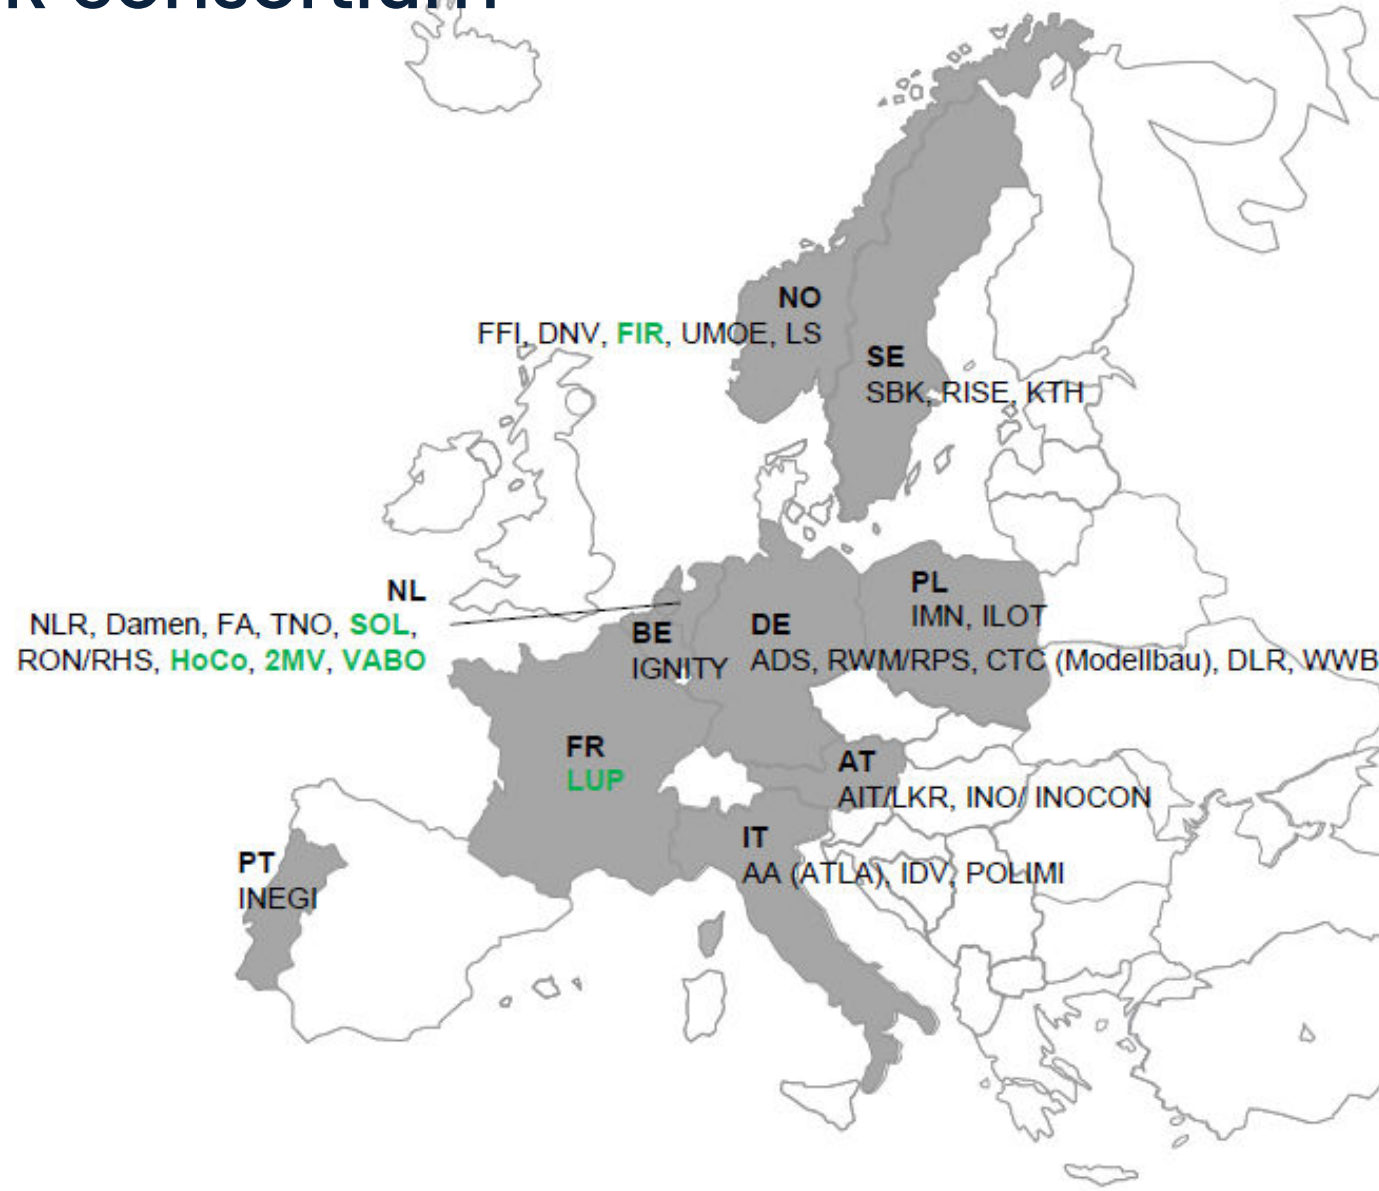 consortium
NO
FFI, DNV, FIR, UMOE, LS
SE
SBK, RISE, KTH
NL
NLR, Damen, FA, TNO, SOL,
RON/RHS, HoCo, 2MV, VABO
BE
IGNITY
DE
ADS, RWM/RPS, CTC (Modellbau), DLR, WWB
PL
IMN, ILOT
FR
LUP
AT
AIT/LKR, INO/ INOCON
IT
AA (ATLA), IDV, POLIMI
PT
INEGI